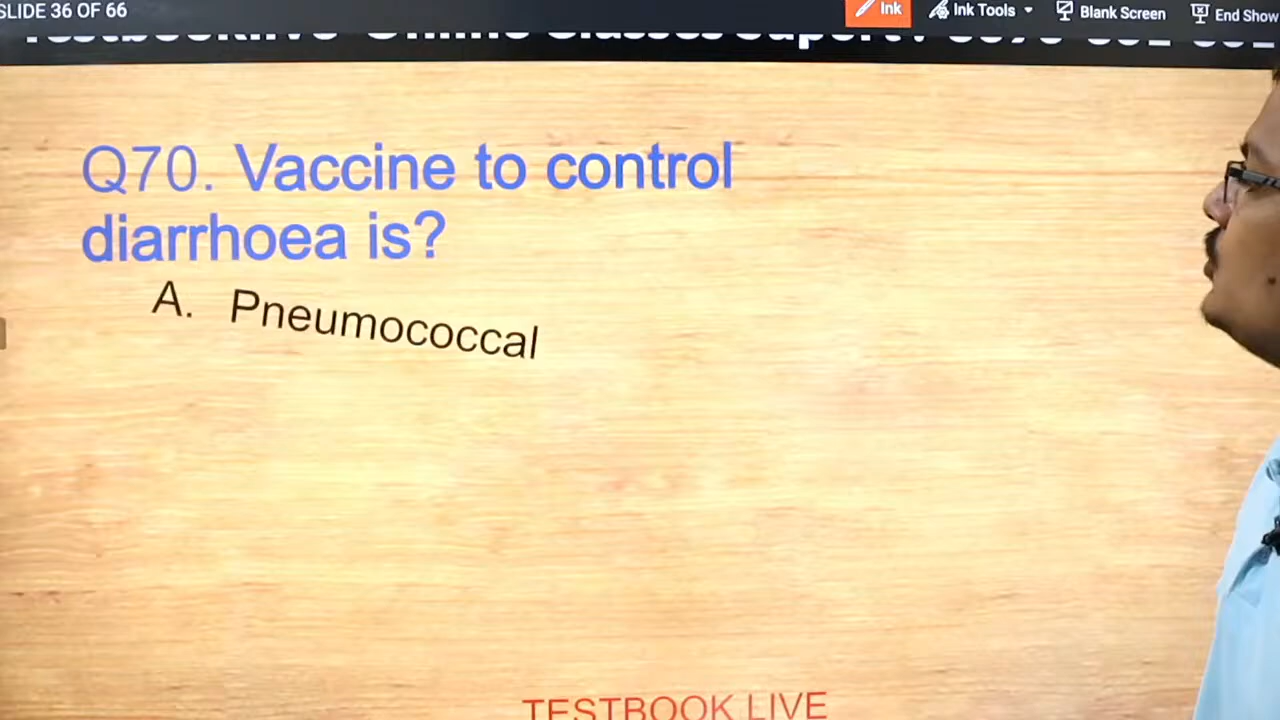 SLIDE 36 OF 66
Ink
Ink Tools
Blank Screen
End Show
Q70. Vaccine to control
diarrhoea is?
A. Pneumococcal
TESTBOOK LIVE